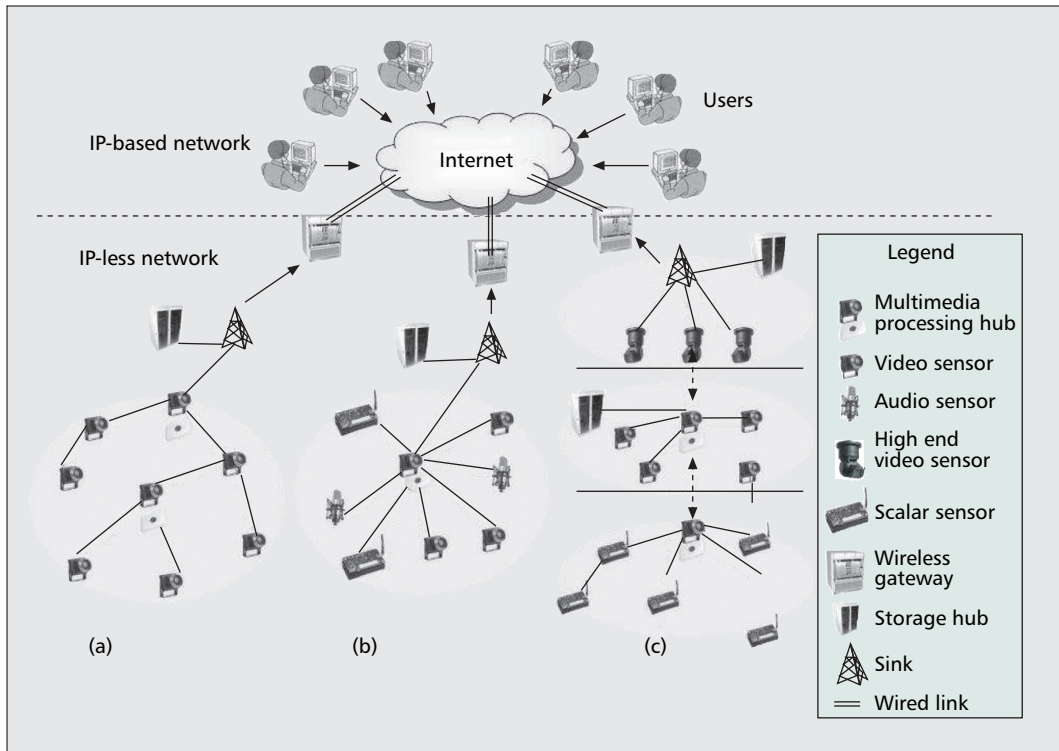 Users
IP-based network
Internet
IP-less network
Legend
Multimedia
processing hub
Video sensor
Audio sensor
High end
video sensor
Scalar sensor
Wireless
gateway
Storage hub
Sink
Wired link
(a)
(b)
(c)